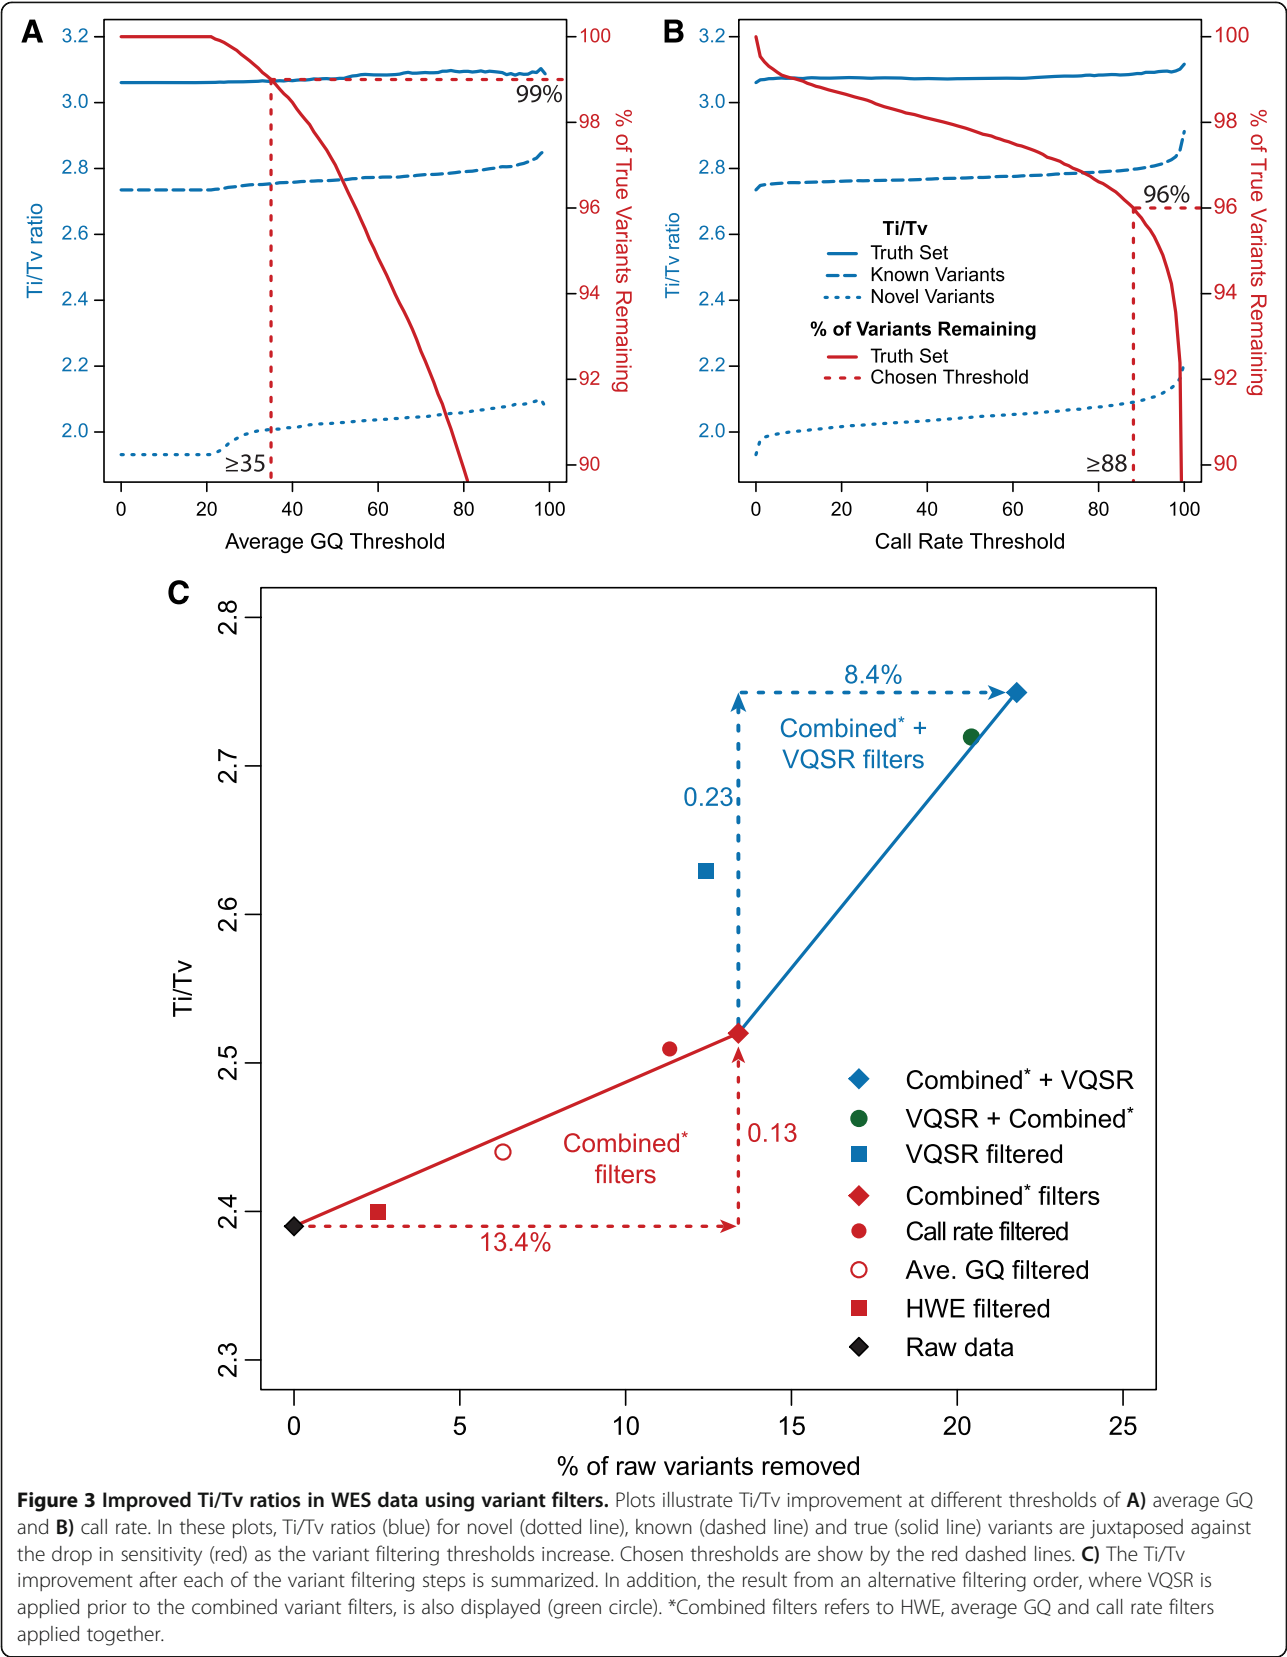 A
3.2
3.0
2.8
2.6
2.4
2.2
2.0
Ti/Tv ratio
100
98
96
94
92
90
% of True Variants Remaining
99%
≥35
0 20 40 60 80 100
Average GQ Threshold
B
3.2
3.0
2.8
2.6
2.4
2.2
2.0
Ti/Tv ratio
100
98
96
94
92
90
% of True Variants Remaining
96%
Ti/Tv
Truth Set
Known Variants
Novel Variants
% of Variants Remaining
Truth Set
Chosen Threshold
≥88
0 20 40 60 80 100
Call Rate Threshold
C
2.8
2.7
2.6
2.5
2.4
2.3
Ti/Tv
8.4%
Combined* +
VQSR filters
0.23
0.13
Combined*
filters
13.4%
Combined* + VQSR
VQSR + Combined*
VQSR filtered
Combined* filters
Call rate filtered
Ave. GQ filtered
HWE filtered
Raw data
0 5 10 15 20 25
% of raw variants removed
Figure 3 Improved Ti/Tv ratios in WES data using variant filters. Plots illustrate Ti/Tv improvement at different thresholds of A) average GQ
and B) call rate. In these plots, Ti/Tv ratios (blue) for novel (dotted line), known (dashed line) and true (solid line) variants are juxtaposed against
the drop in sensitivity (red) as the variant filtering thresholds increase. Chosen thresholds are show by the red dashed lines. C) The Ti/Tv
improvement after each of the variant filtering steps is summarized. In addition, the result from an alternative filtering order, where VQSR is
applied prior to the combined variant filters, is also displayed (green circle). *Combined filters refers to HWE, average GQ and call rate filters
applied together.